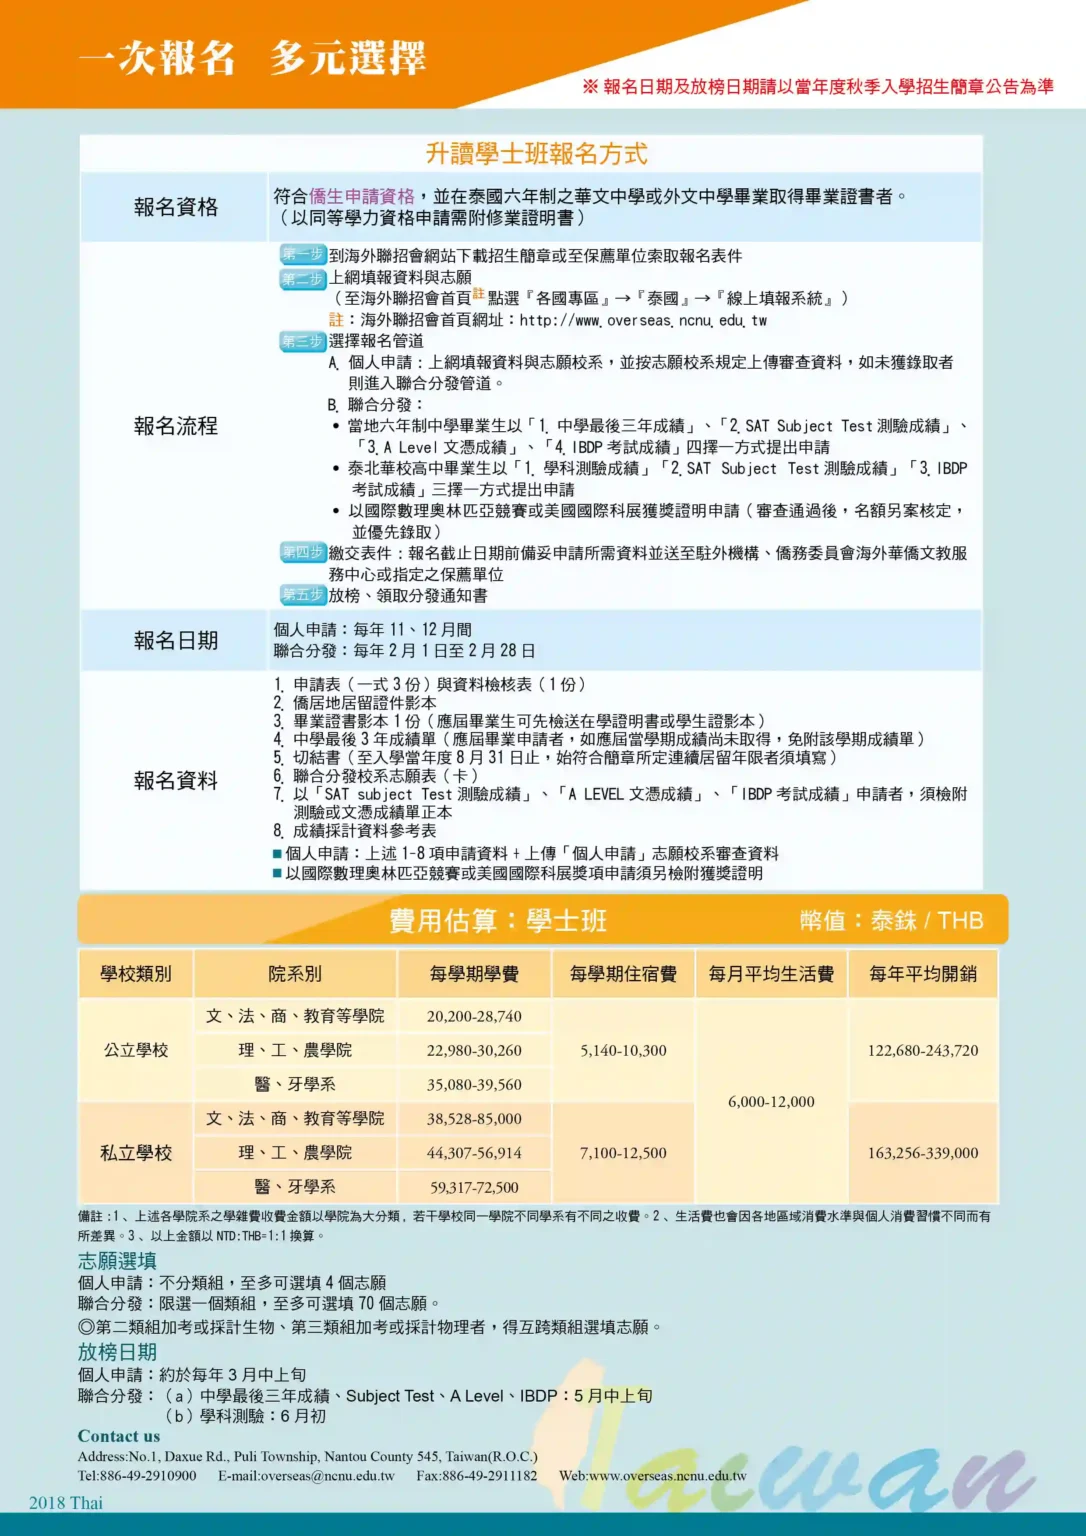 一次報名 多元選擇
※ 報名日期及放榜日期請以當年度秋季入學招生簡章公告為準
升讀學士班報名方式
報名資格
符合僑生申請資格，並在泰國六年制之華文中學或外文中學畢業取得畢業證書者。
（以同等學力資格申請需附修業證明書）
報名流程
第一步 到海外聯招會網站下載招生簡章或至保薦單位索取報名表件
第二步 上網填報資料與志願
（至海外聯招會首頁註 點選『各國專區』→『泰國』→『線上填報系統』）
註：海外聯招會首頁網址：http://www.overseas.ncnu.edu.tw
第三步 選擇報名管道
A. 個人申請：上網填報資料與志願校系，並按志願校系規定上傳審查資料，如未獲錄取者
則進入聯合分發管道。
B. 聯合分發：
• 當地六年制中學畢業生以「1. 中學最後三年成績」、「2.SAT Subject Test 測驗成績」、
「3.A Level 文憑成績」、「4.IBDP 考試成績」四擇一方式提出申請
• 泰北華校高中畢業生以「1. 學科測驗成績」「2.SAT Subject Test 測驗成績」「3.IBDP
考試成績」三擇一方式提出申請
• 以國際數理奧林匹亞競賽或美國國際科展獲獎證明申請（審查通過後，名額另案核定，
並優先錄取）
第四步 繳交表件：報名截止日期前備妥申請所需資料並送至駐外機構、僑務委員會海外華僑文教服
務中心或指定之保薦單位
第五步 放榜、領取分發通知書
報名日期
個人申請：每年 11、12 月間
聯合分發：每年 2 月 1 日至 2 月 28 日
報名資料
1. 申請表（一式 3 份）與資料檢核表（1 份）
2. 僑居地居留證件影本
3. 畢業證書影本 1 份（應屆畢業生可先檢送在學證明書或學生證影本）
4. 中學最後 3 年成績單（應屆畢業申請者，如應屆當學期成績尚未取得，免附該學期成績單）
5. 切結書（至入學當年度 8 月 31 日止，始符合簡章所定連續居留年限者須填寫）
6. 聯合分發校系志願表（卡）
7. 以「SAT subject Test 測驗成績」、「A LEVEL 文憑成績」、「IBDP 考試成績」申請者，須檢附
測驗或文憑成績單正本
8. 成績採計資料參考表
■ 個人申請：上述 1-8 項申請資料 + 上傳「個人申請」志願校系審查資料
■ 以國際數理奧林匹亞競賽或美國國際科展獎項申請須另檢附獲獎證明
費用估算：學士班 幣值：泰銖 / THB
學校類別 院系別 每學期學費 每學期住宿費 每月平均生活費 每年平均開銷
文、法、商、教育等學院 20,200-28,740
公立學校 理、工、農學院 22,980-30,260 5,140-10,300 122,680-243,720
醫、牙學系 35,080-39,560
6,000-12,000
文、法、商、教育等學院 38,528-85,000
私立學校 理、工、農學院 44,307-56,914 7,100-12,500 163,256-339,000
醫、牙學系 59,317-72,500
備註 :1、上述各學院系之學雜費收費金額以學院為大分類, 若干學校同一學院不同學系有不同之收費。2、生活費也會因各地區域消費水準與個人消費習慣不同而有
所差異。3、以上金額以 NTD:THB=1:1 換算。
志願選填
個人申請：不分類組，至多可選填 4 個志願
聯合分發：限選一個類組，至多可選填 70 個志願。
◎第二類組加考或採計生物、第三類組加考或採計物理者，得互跨類組選填志願。
放榜日期
個人申請：約於每年 3 月中上旬
聯合分發：（a）中學最後三年成績、Subject Test、A Level、IBDP：5 月中上旬
（b）學科測驗：6 月初
Contact us
Address:No.1, Daxue Rd., Puli Township, Nantou County 545, Taiwan(R.O.C.)
Tel:886-49-2910900 E-mail:overseas@ncnu.edu.tw Fax:886-49-2911182 Web:www.overseas.ncnu.edu.tw
Taiwan
2018 Thai